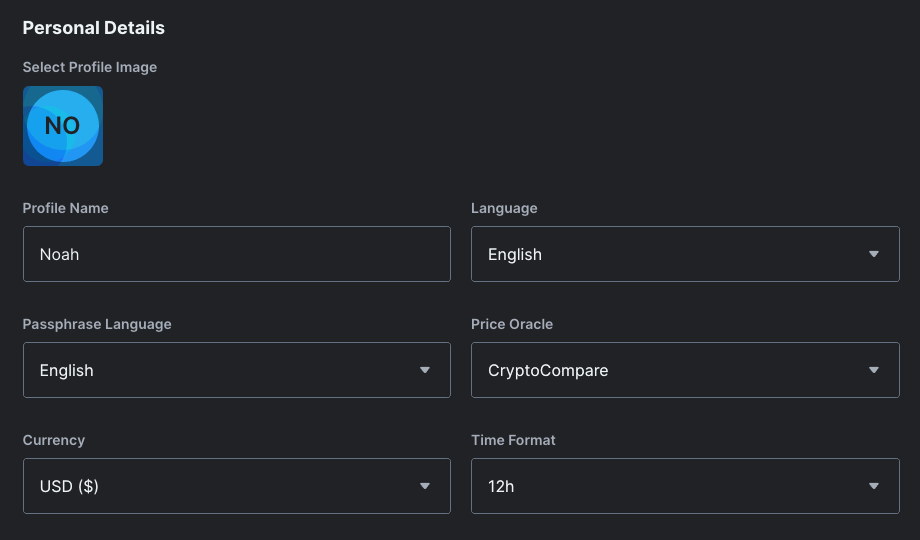 Personal Details
Select Profile Image
NO
Profile Name
Language
Noah
English
Passphrase Language
Price Oracle
English
CryptoCompare
Currency
Time Format
USD ($)
12h